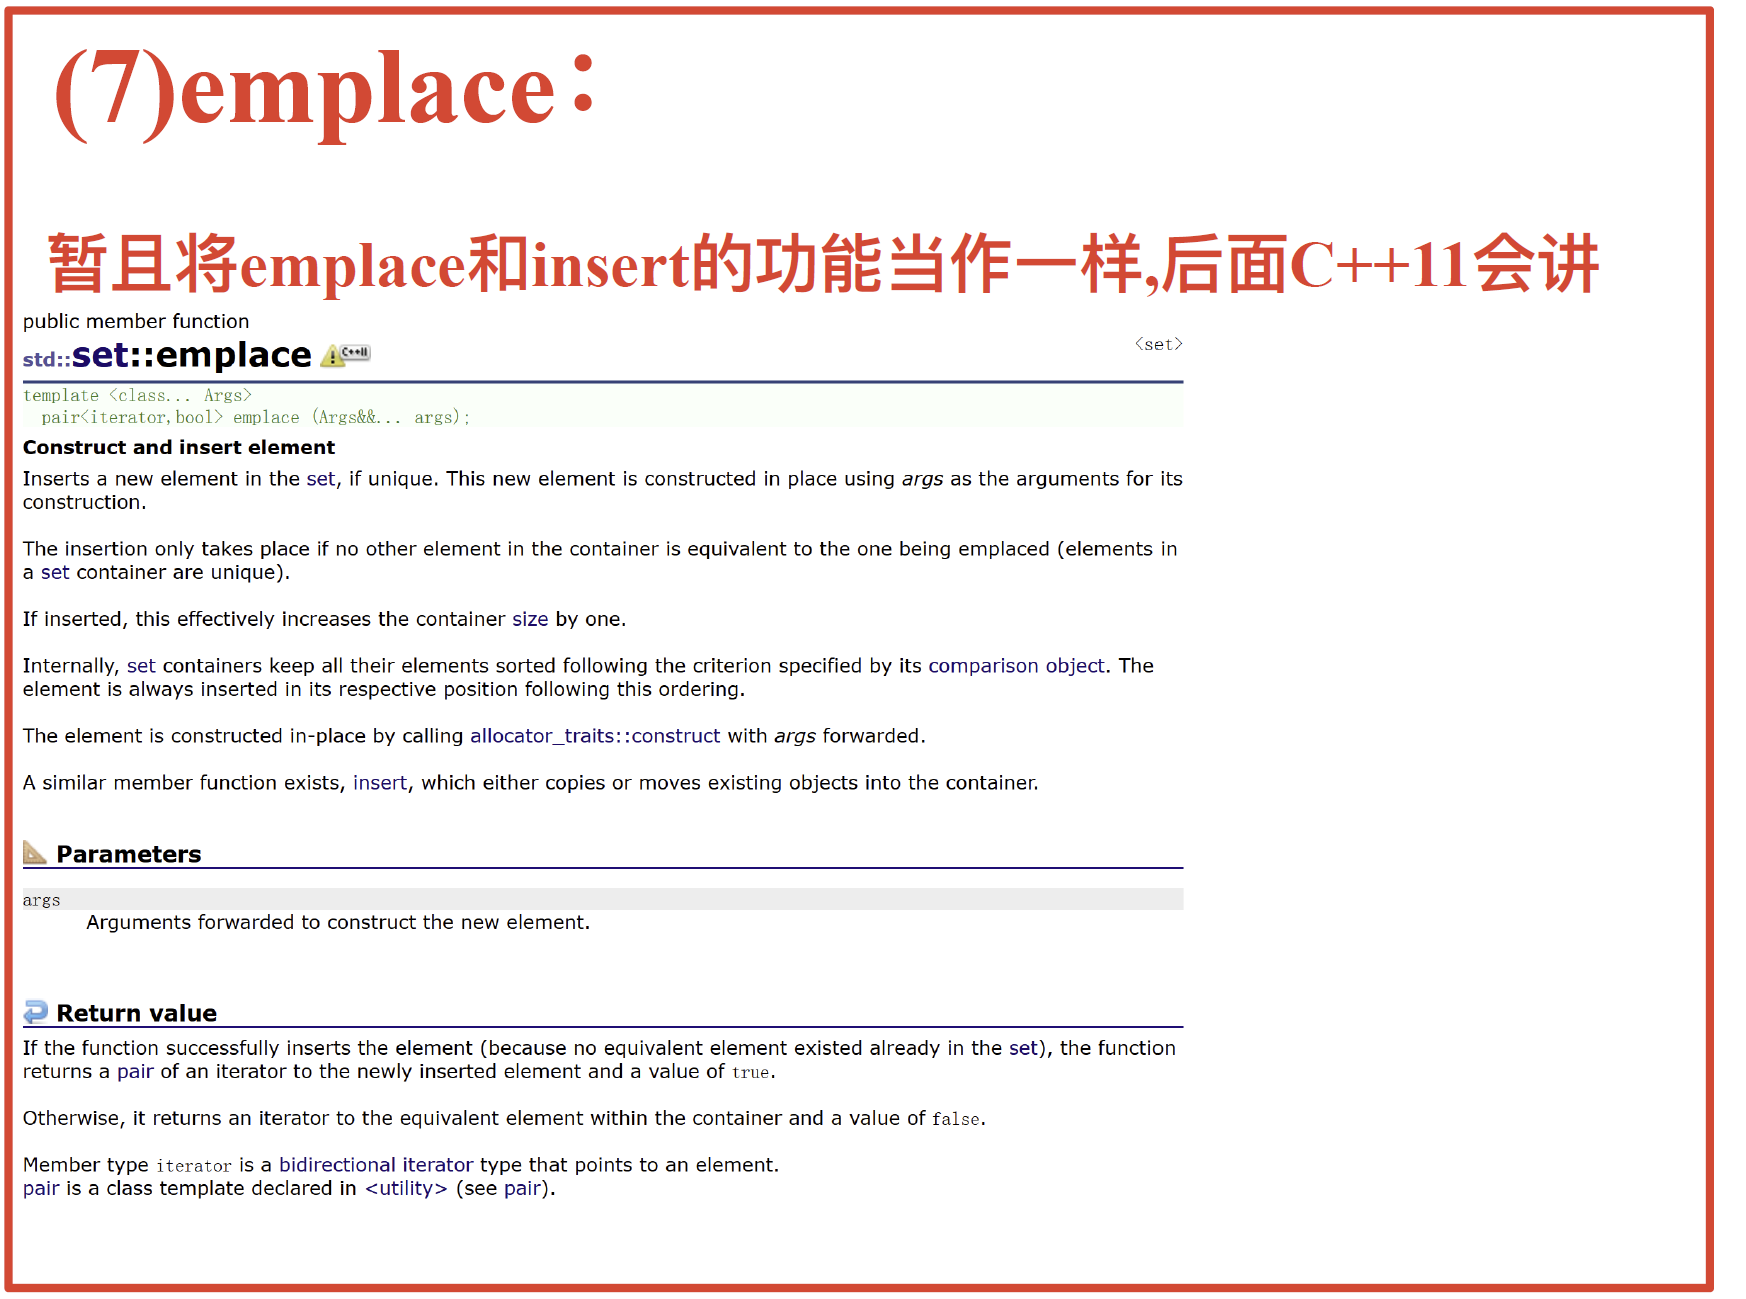 (7)emplace：
暂且将emplace和insert的功能当作一样,后面C++11会讲
public member function
std::set::emplace C++11
<set>
template <class... Args>
pair<iterator,bool> emplace (Args&&... args);
Construct and insert element
Inserts a new element in the set, if unique. This new element is constructed in place using args as the arguments for its
construction.
The insertion only takes place if no other element in the container is equivalent to the one being emplaced (elements in
a set container are unique).
If inserted, this effectively increases the container size by one.
Internally, set containers keep all their elements sorted following the criterion specified by its comparison object. The
element is always inserted in its respective position following this ordering.
The element is constructed in-place by calling allocator_traits::construct with args forwarded.
A similar member function exists, insert, which either copies or moves existing objects into the container.
Parameters
args
Arguments forwarded to construct the new element.
Return value
If the function successfully inserts the element (because no equivalent element existed already in the set), the function
returns a pair of an iterator to the newly inserted element and a value of true.
Otherwise, it returns an iterator to the equivalent element within the container and a value of false.
Member type iterator is a bidirectional iterator type that points to an element.
pair is a class template declared in <utility> (see pair).